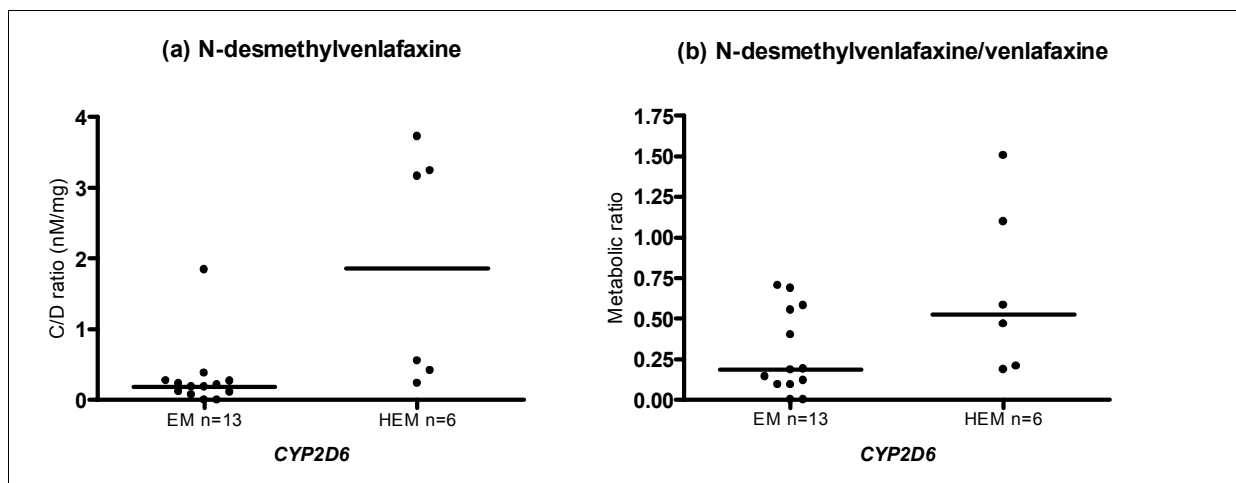 (a) N-desmethylvenlafaxine
4
3
2
1
0
C/D ratio (nM/mg)
EM n=13 HEM n=6
CYP2D6
(b) N-desmethylvenlafaxine/venlafaxine
1.75
1.50
1.25
1.00
0.75
0.50
0.25
0.00
Metabolic ratio
EM n=13 HEM n=6
CYP2D6